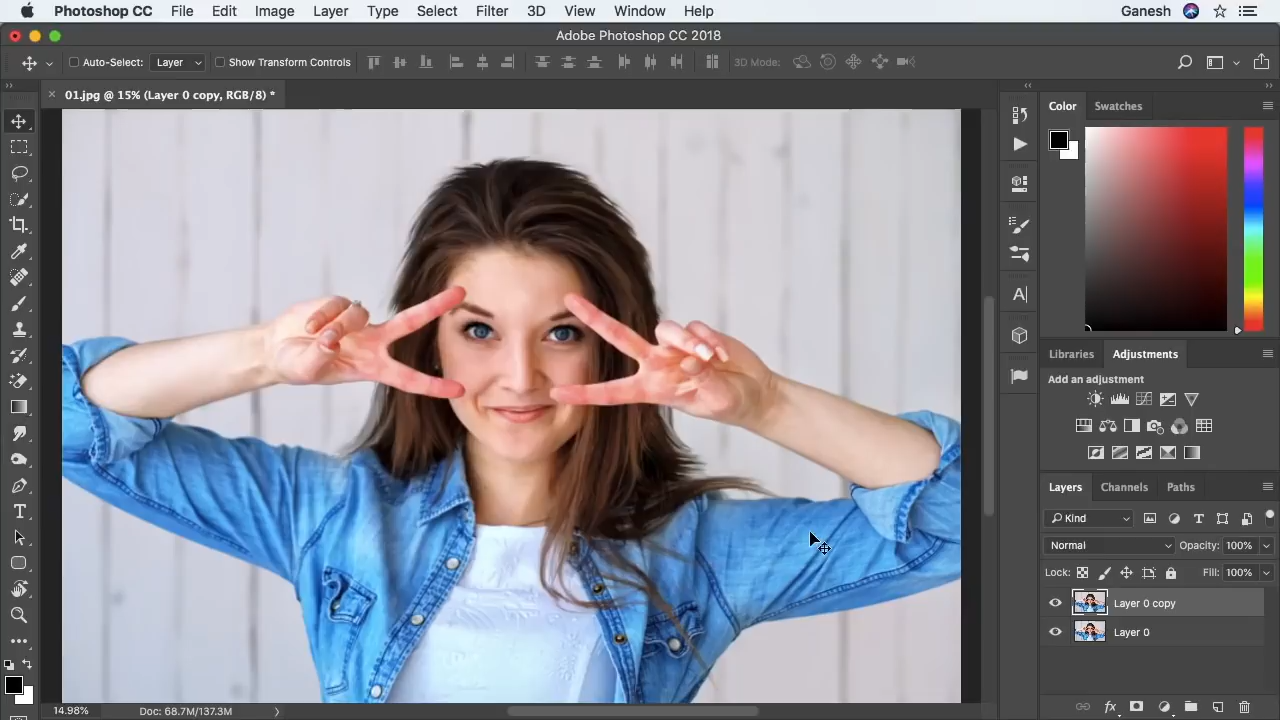 Photoshop CC File Edit Image Layer Type Select Filter 3D View Window Help Ganesh
Adobe Photoshop CC 2018
Auto-Select: Layer Show Transform Controls 3D Mode:
01.jpg @ 15% (Layer 0 copy, RGB/8) *
Color Swatches
Libraries Adjustments
Add an adjustment
Layers Channels Paths
Kind
Normal Opacity: 100%
Lock: Fill: 100%
Layer 0 copy
Layer 0
14.98% Doc: 68.7M/137.3M